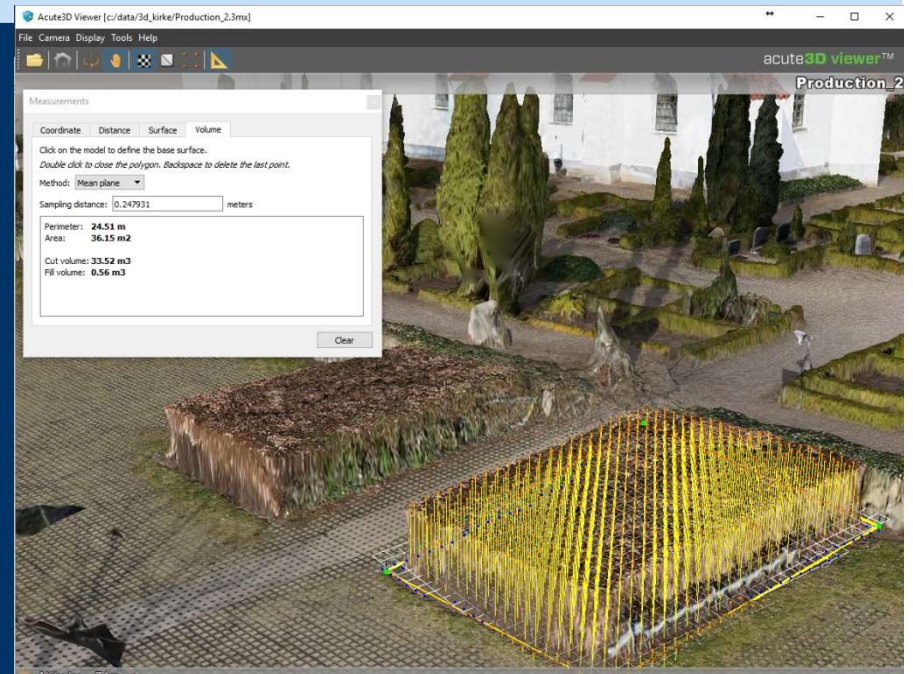 Acute3D Viewer [c:/data/3d_kirke/Production_2.3mx]
File Camera Display Tools Help
acute3D viewer™
Production_2
Measurements
Coordinate Distance Surface Volume
Click on the model to define the base surface.
Double click to close the polygon. Backspace to delete the last point.
Method: Mean plane
Sampling distance: 0.247931 meters
Perimeter: 24.51 m
Area: 36.15 m2
Cut volume: 33.52 m3
Fill volume: 0.56 m3
Clear